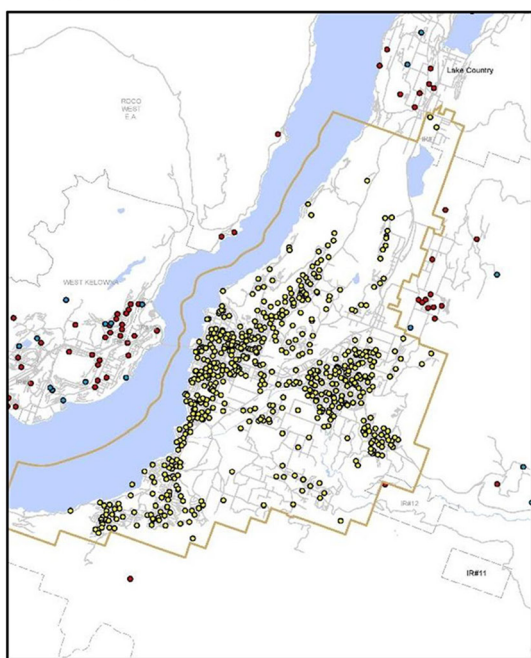 Lake Country
RDCO
WEST
E.A.
WEST KELOWNA
IR#12
IR#11